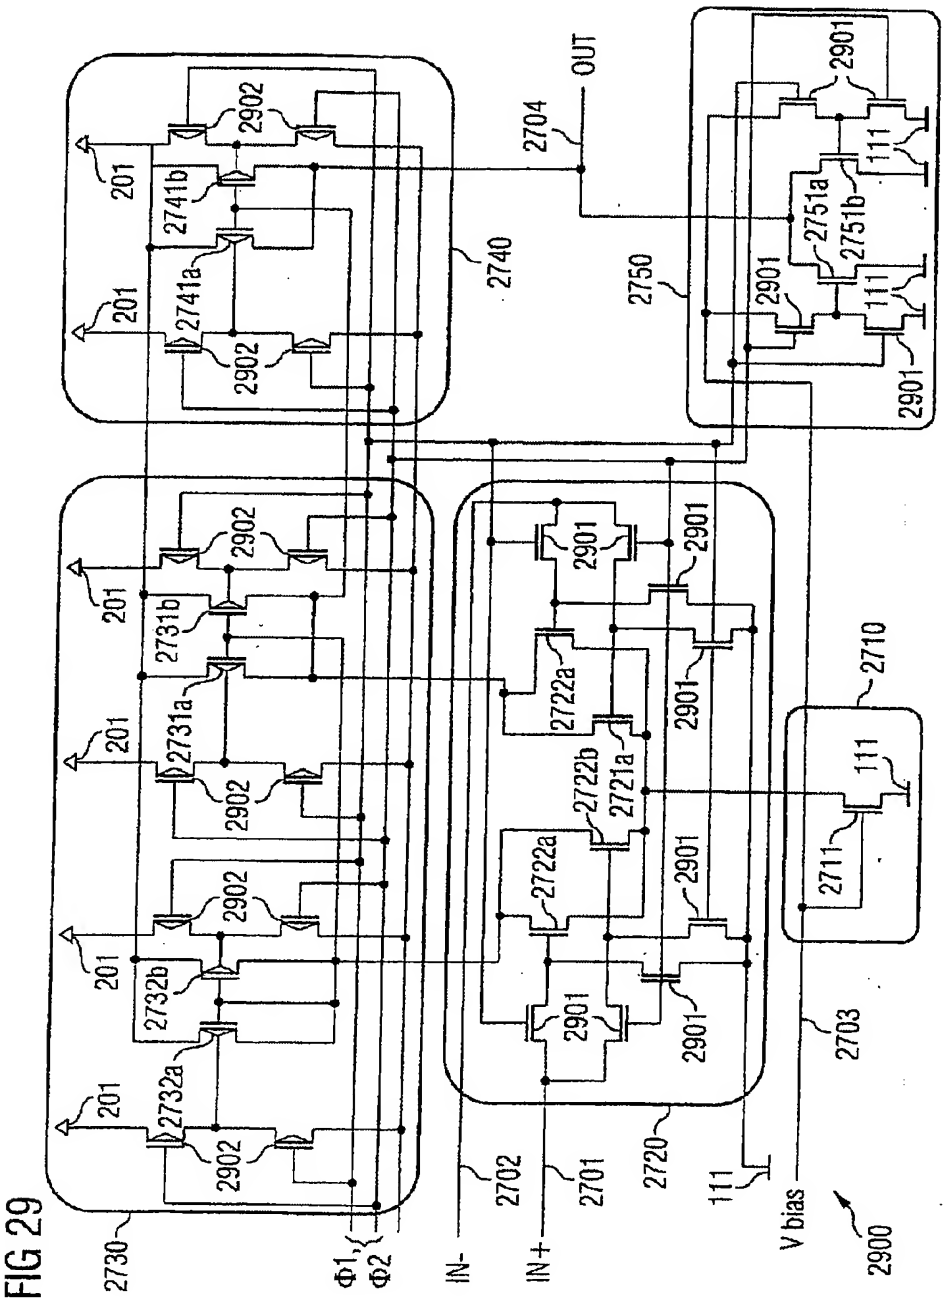 FIG 29
2730
201
2732a
2902
2732b
201
2902
201
2731a
2902
2731b
201
2902
201
2741a
2902
2741b
201
2902
2740
2704
OUT
Φ1,
Φ2
IN-
2702
IN+
2701
2720
2901
2901
2722a
2722b
2721a
2901
2722a
2901
2901
2901
111
V bias
2703
2711
111
2710
2750
2901
2901
111
2751a
2751b
111
2901
2900